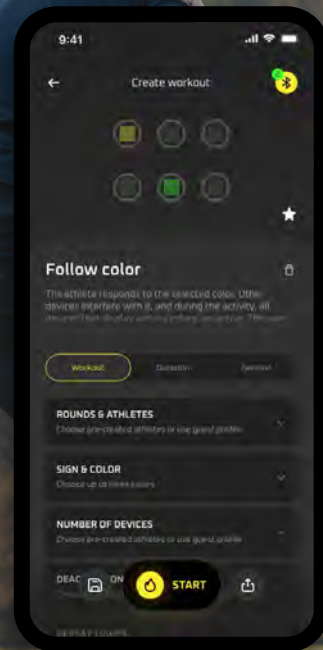 9:41
Create workout
Follow color
The athlete responds to the selected color. Other
devices interfere with it, and during the activity, all
Workout Duration
ROUNDS & ATHLETES
Choose pre-created athletes or use guest profile
SIGN & COLOR
Choose up to three colors
NUMBER OF DEVICES
Choose pre-created athletes or use guest profile
DEAC ON
START